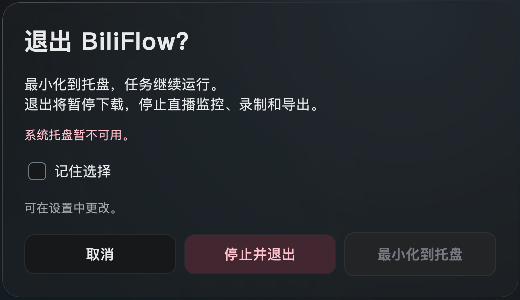 退出 BiliFlow?
最小化到托盘，任务继续运行。
退出将暂停下载，停止直播监控、录制和导出。
系统托盘暂不可用。
记住选择
可在设置中更改。
取消
停止并退出
最小化到托盘